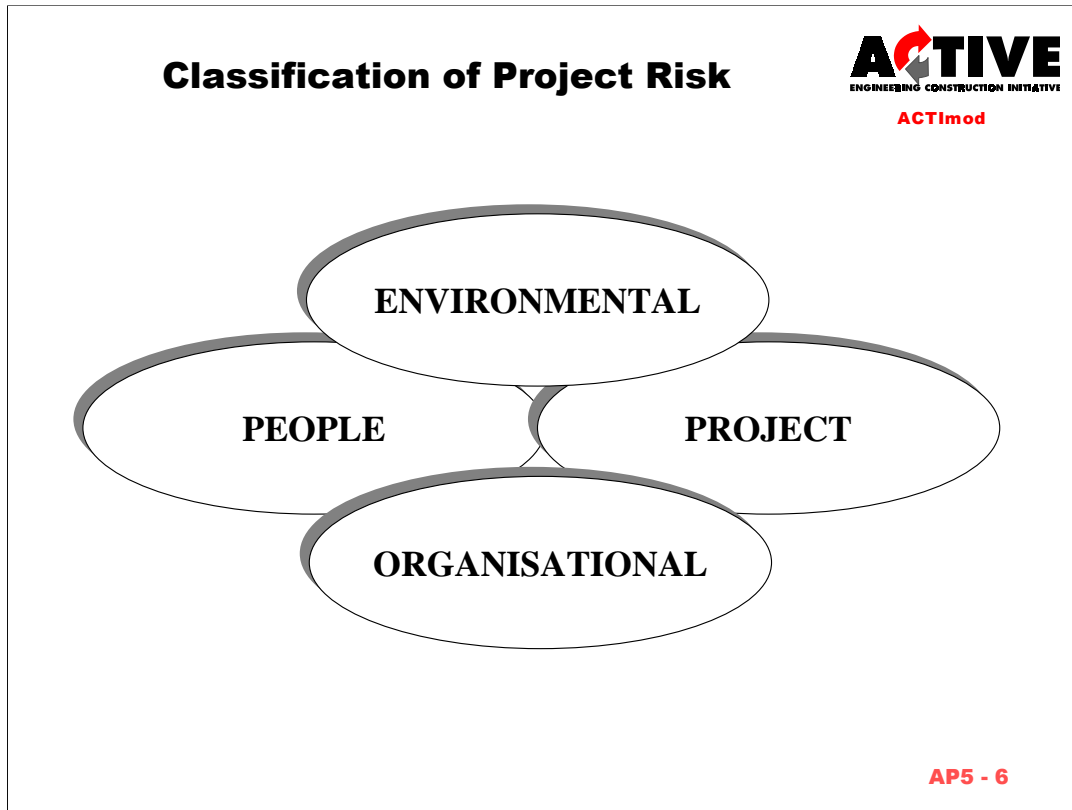 Classification of Project Risk
ACTIVE
ENGINEERING CONSTRUCTION INITIATIVE
ACTImod
ENVIRONMENTAL
PEOPLE
PROJECT
ORGANISATIONAL
AP5 - 6